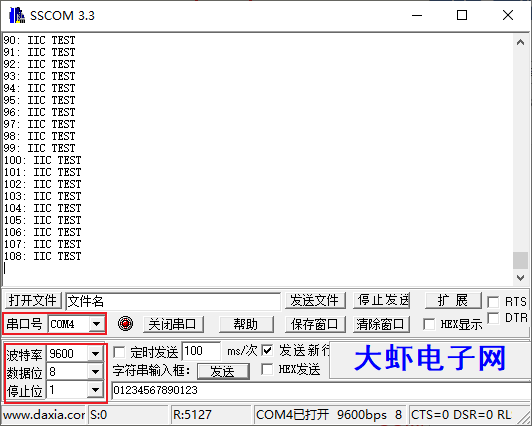 SSCOM 3.3
90: IIC TEST
91: IIC TEST
92: IIC TEST
93: IIC TEST
94: IIC TEST
95: IIC TEST
96: IIC TEST
97: IIC TEST
98: IIC TEST
99: IIC TEST
100: IIC TEST
101: IIC TEST
102: IIC TEST
103: IIC TEST
104: IIC TEST
105: IIC TEST
106: IIC TEST
107: IIC TEST
108: IIC TEST
打开文件 文件名 发送文件 停止发送 扩 展 RTS
串口号 COM4 关闭串口 帮助 保存窗口 清除窗口 HEX显示 DTR
波特率 9600 定时发送 100 ms/次 发送新行
数据位 8 字符串输入框: 发送 HEX发送
大虾电子网
停止位 1 01234567890123
www.daxia.cor S:0 R:5127 COM4已打开 9600bps 8 CTS=0 DSR=0 RL